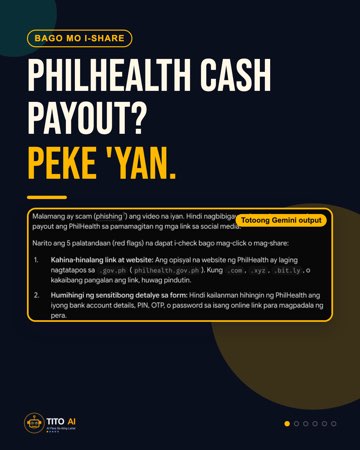 BAGO MO I-SHARE
PHILHEALTH CASH
PAYOUT?
PEKE 'YAN.
Malamang ay scam (phishing) ang video na iyan. Hindi nagbibigay
Totoong Gemini output
payout ang PhilHealth sa pamamagitan ng mga link sa social media.
Narito ang 5 palatandaan (red flags) na dapat i-check bago mag-click o mag-share:
1. Kahina-hinalang link at website: Ang opisyal na website ng PhilHealth ay laging
nagtatapos sa .gov.ph ( philhealth.gov.ph ). Kung .com, .xyz, .bit.ly, o
kakaibang pangalan ang link, huwag pindutin.
2. Humihingi ng sensitibong detalye sa form: Hindi kailanman hihingin ng PhilHealth ang
iyong bank account details, PIN, OTP, o password sa isang online link para magpadala ng
pera.
TITO AI